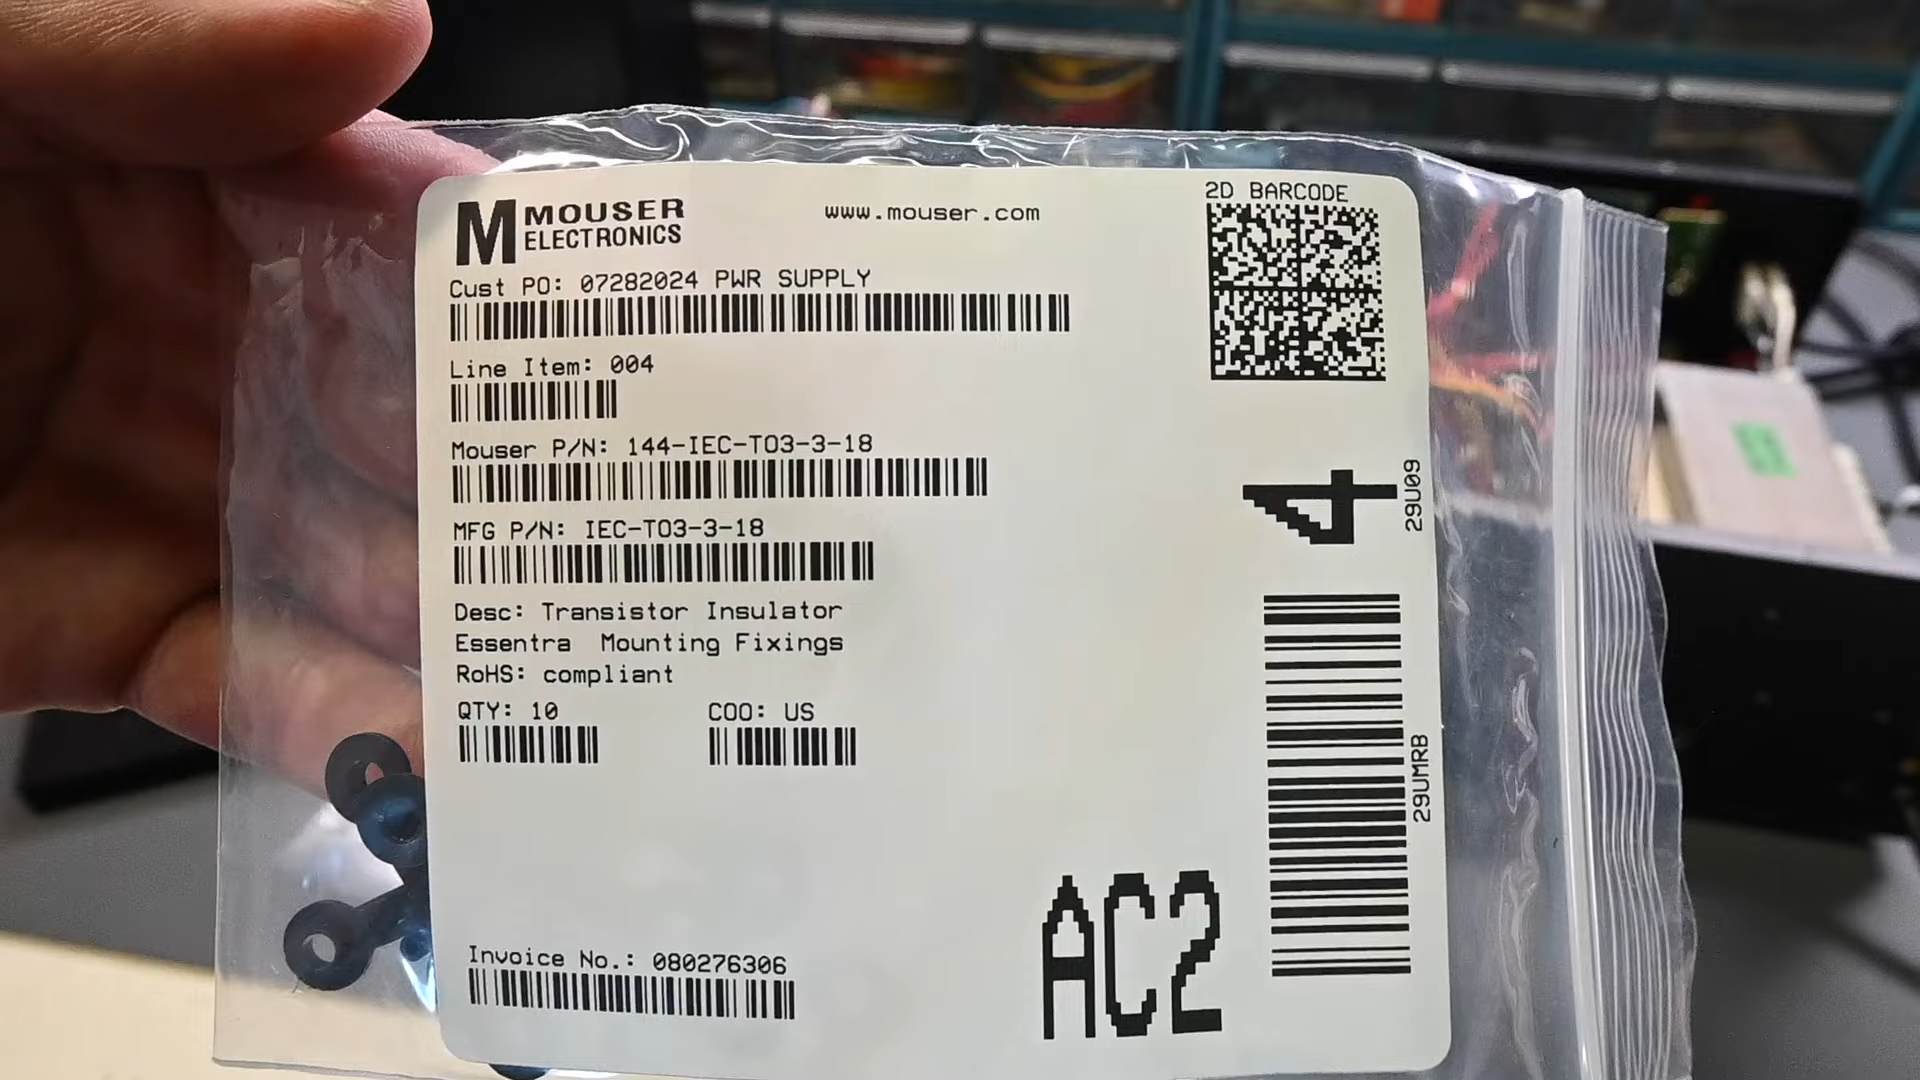 M MOUSER
ELECTRONICS
www.mouser.com
2D BARCODE
Cust PO: 07282024 PWR SUPPLY
Line Item: 004
Mouser P/N: 144-IEC-TO3-3-18
MFG P/N: IEC-TO3-3-18
Desc: Transistor Insulator
Essentra Mounting Fixings
RoHS: compliant
QTY: 10
COO: US
Invoice No.: 080276306
4
29U09
29UMRB
AC2